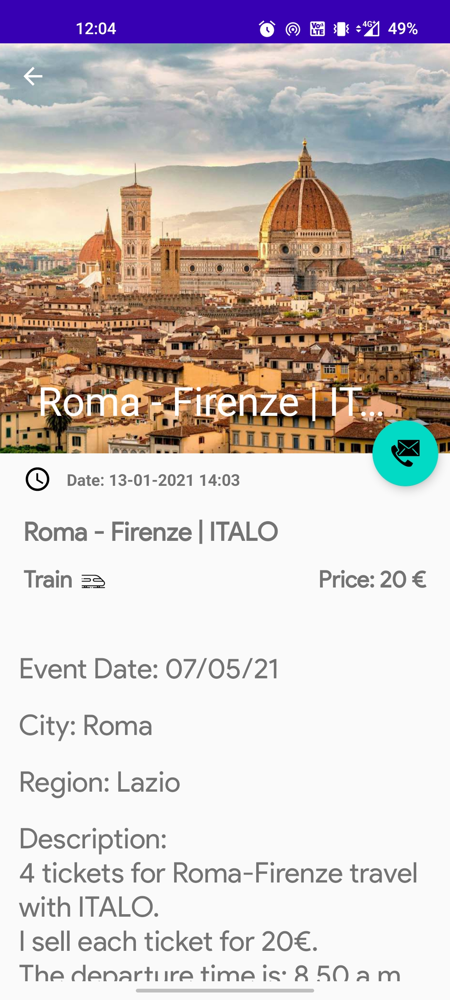 12:04
Vo)) LTE
4G+
49%
Roma - Firenze | IT...
Date: 13-01-2021 14:03
Roma - Firenze | ITALO
Train
Price: 20 €
Event Date: 07/05/21
City: Roma
Region: Lazio
Description:
4 tickets for Roma-Firenze travel
with ITALO.
I sell each ticket for 20€.
The departure time is: 8.50 a.m.